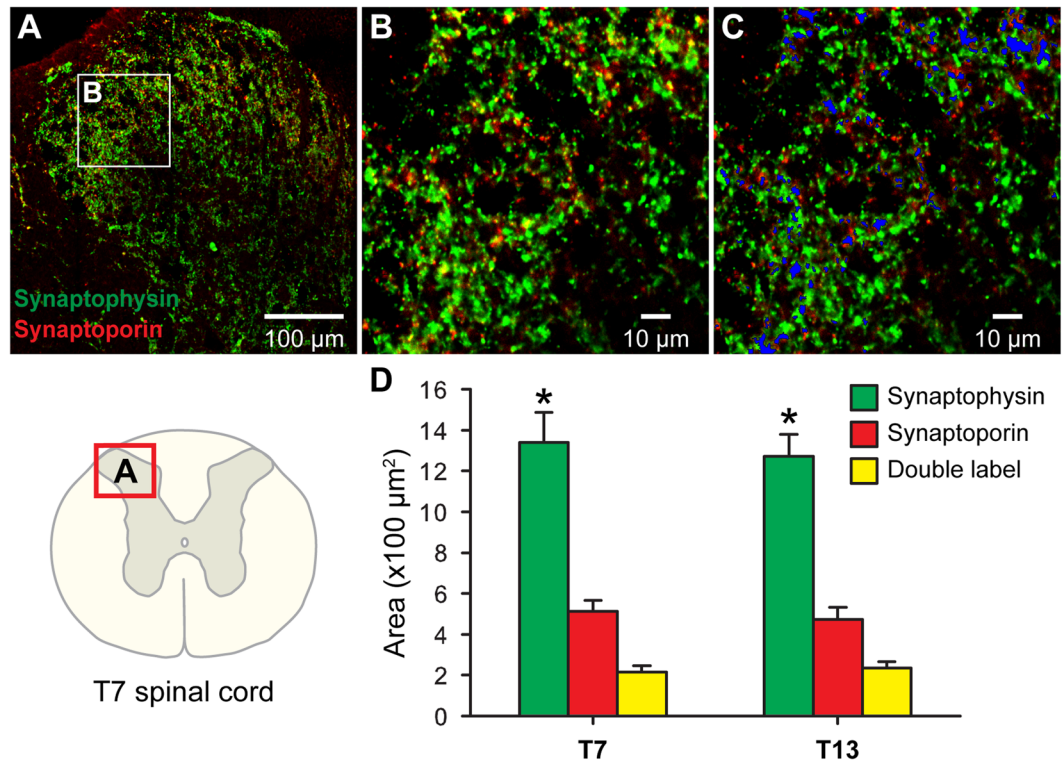 A
B
Synaptophysin
Synaptoporin
100 µm
B
10 µm
C
10 µm
A
T7 spinal cord
D
Area (x100 µm²)
16
14
12
10
8
6
4
2
0
*
*
T7
T13
Synaptophysin
Synaptoporin
Double label